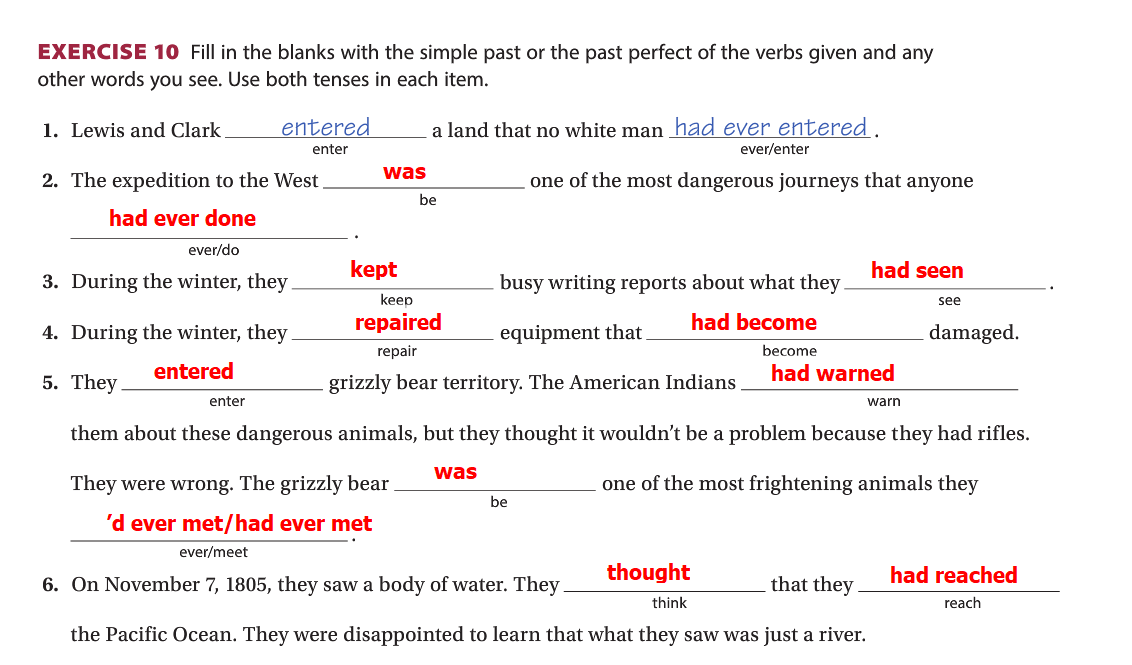 EXERCISE 10 Fill in the blanks with the simple past or the past perfect of the verbs given and any
other words you see. Use both tenses in each item.
1. Lewis and Clark entered a land that no white man had ever entered.
enter ever/enter
2. The expedition to the West was one of the most dangerous journeys that anyone
be
had ever done.
ever/do
3. During the winter, they kept busy writing reports about what they had seen.
keep see
4. During the winter, they repaired equipment that had become damaged.
repair become
5. They entered grizzly bear territory. The American Indians had warned
enter warn
them about these dangerous animals, but they thought it wouldn't be a problem because they had rifles.
They were wrong. The grizzly bear was one of the most frightening animals they
be
'd ever met/had ever met.
ever/meet
6. On November 7, 1805, they saw a body of water. They thought that they had reached
think reach
the Pacific Ocean. They were disappointed to learn that what they saw was just a river.